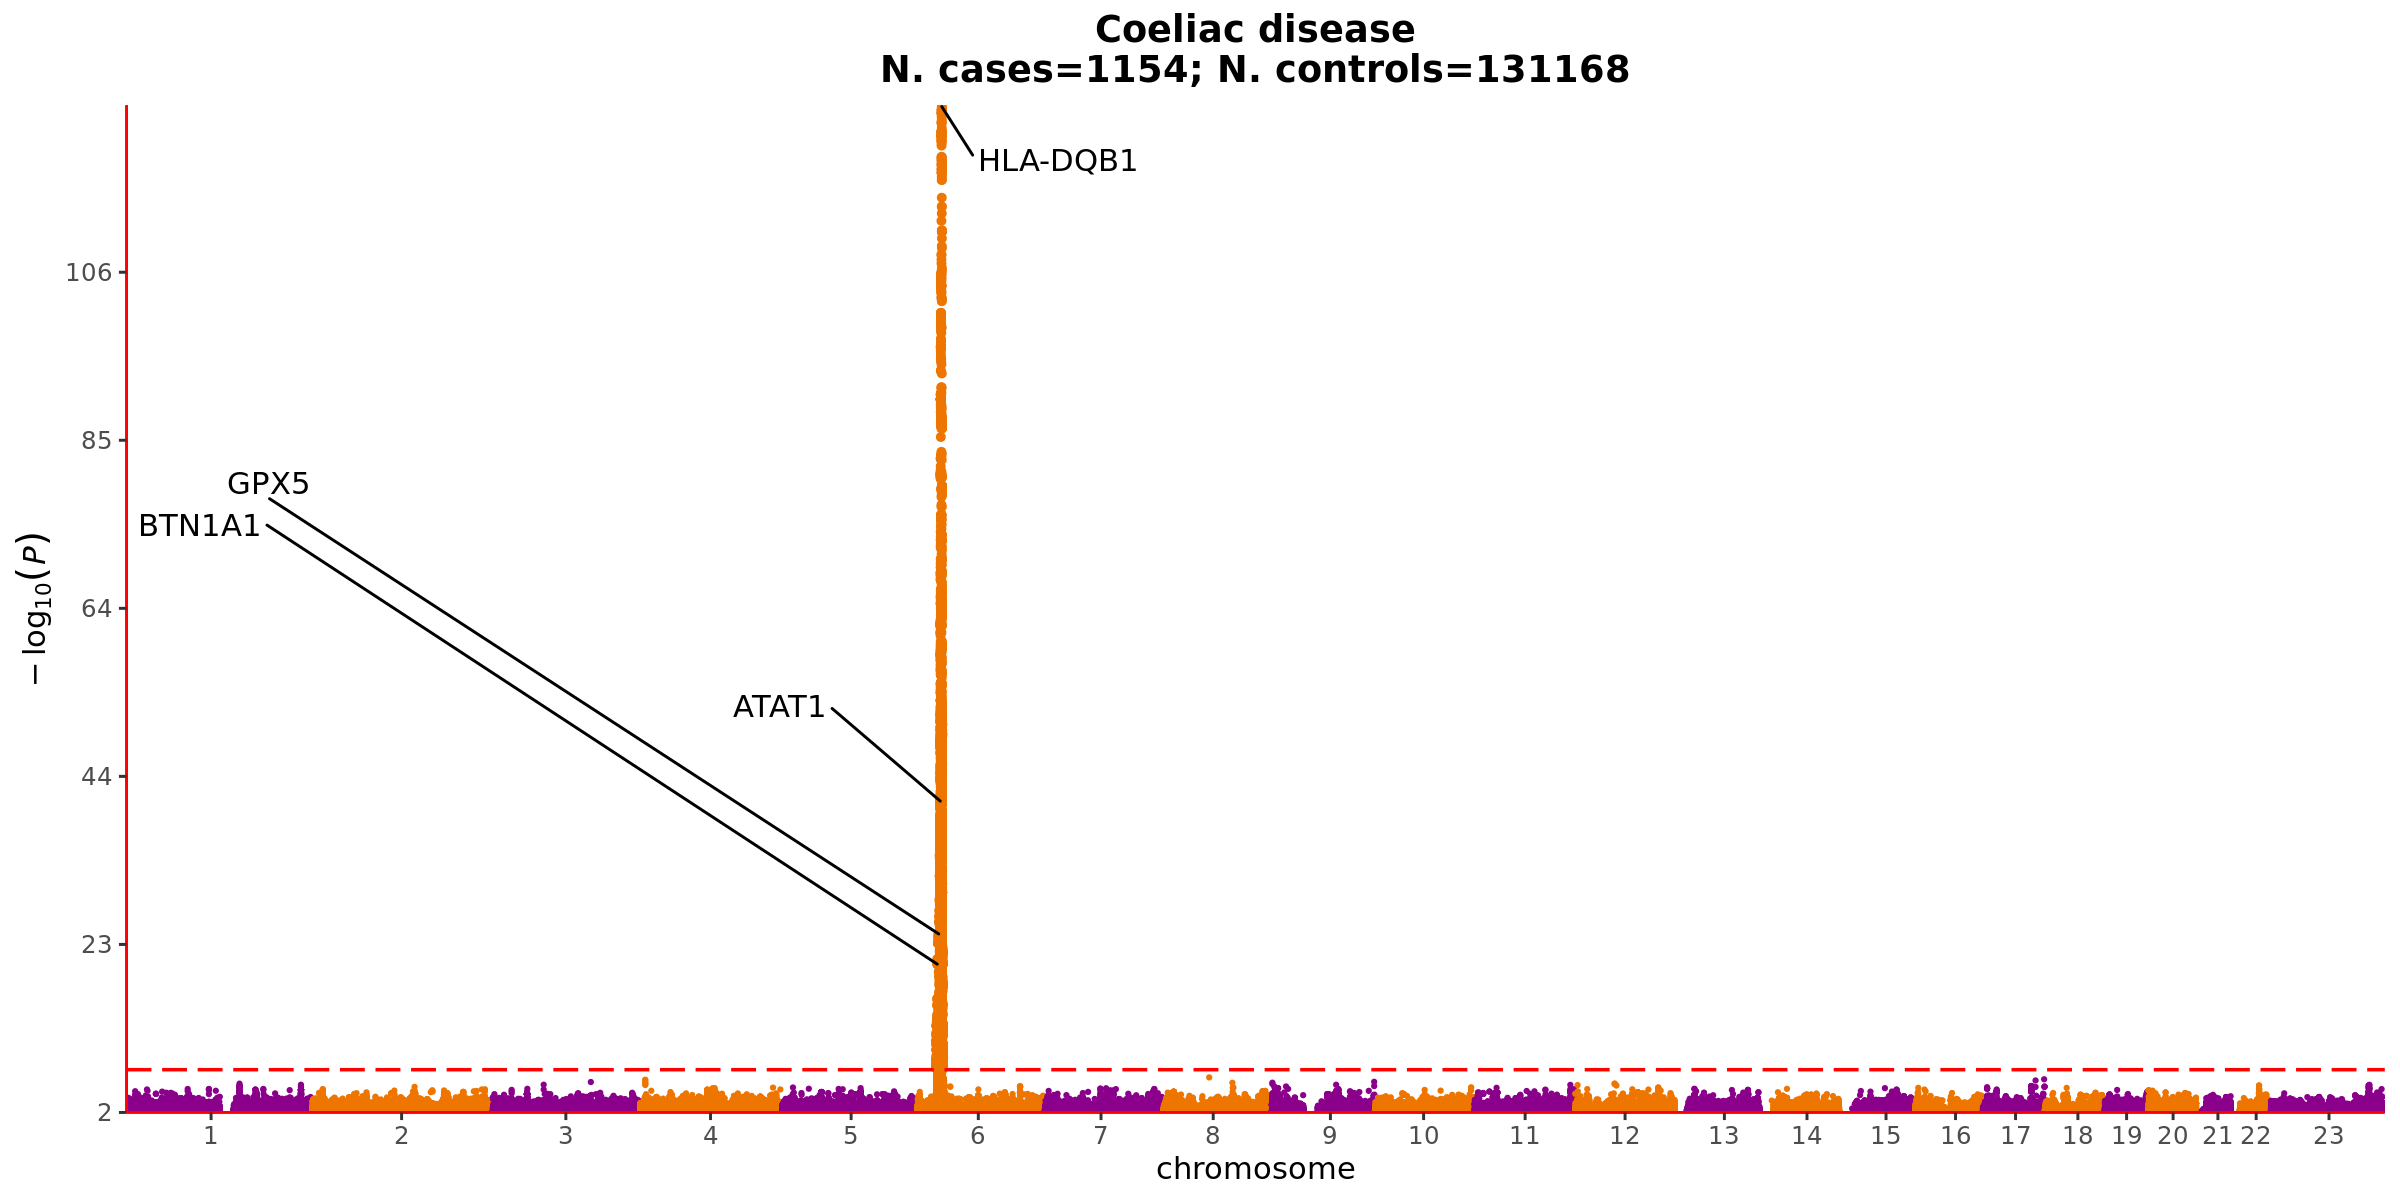 Coeliac disease
N. cases=1154; N. controls=131168
HLA-DQB1
106
85
GPX5
BTN1A1
−log10(P)
64
ATAT1
44
23
2
1 2 3 4 5 6 7 8 9 10 11 12 13 14 15 16 17 18 19 20 21 22 23
chromosome